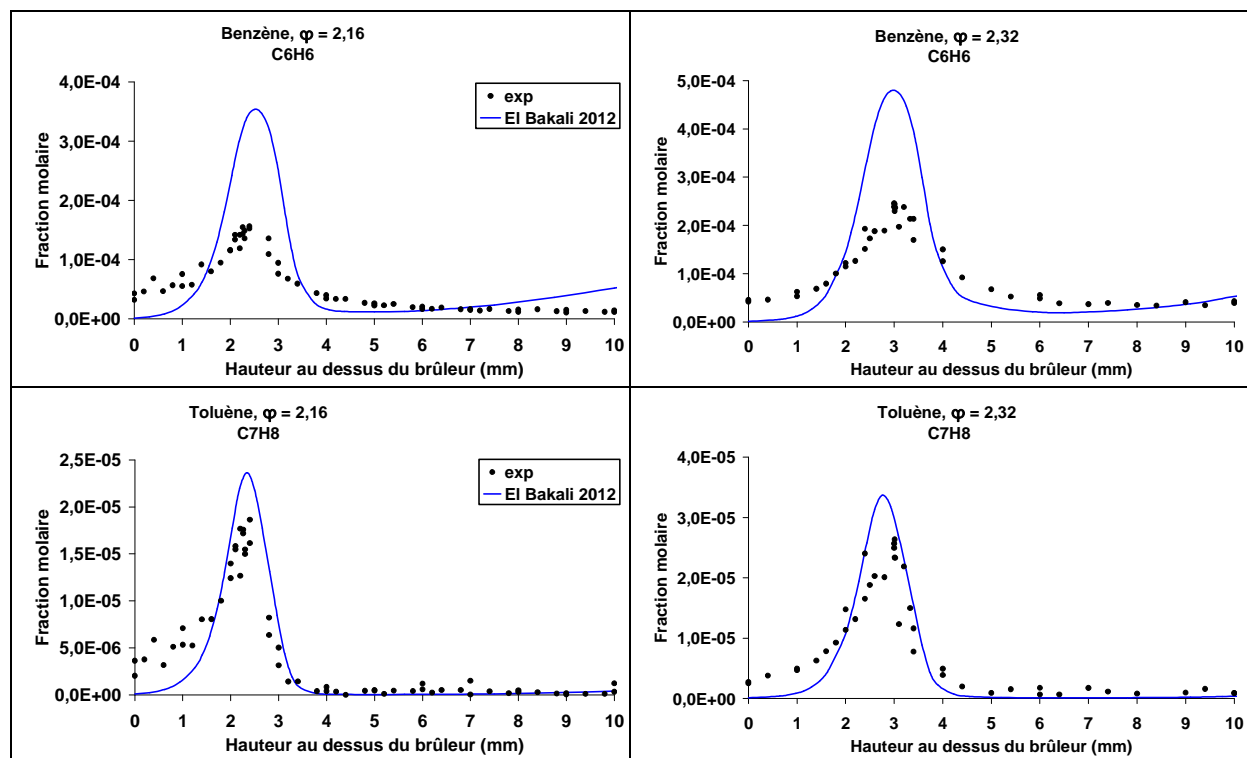 Benzène, φ = 2,16
C6H6
4,0E-04
3,0E-04
2,0E-04
1,0E-04
0,0E+00
Fraction molaire
exp
El Bakali 2012
0 1 2 3 4 5 6 7 8 9 10
Hauteur au dessus du brûleur (mm)
Benzène, φ = 2,32
C6H6
5,0E-04
4,0E-04
3,0E-04
2,0E-04
1,0E-04
0,0E+00
Fraction molaire
0 1 2 3 4 5 6 7 8 9 10
Hauteur au dessus du brûleur (mm)
Toluène, φ = 2,16
C7H8
2,5E-05
2,0E-05
1,5E-05
1,0E-05
5,0E-06
0,0E+00
Fraction molaire
exp
El Bakali 2012
0 1 2 3 4 5 6 7 8 9 10
Hauteur au dessus du brûleur (mm)
Toluène, φ = 2,32
C7H8
4,0E-05
3,0E-05
2,0E-05
1,0E-05
0,0E+00
Fraction molaire
0 1 2 3 4 5 6 7 8 9 10
Hauteur au dessus du brûleur (mm)